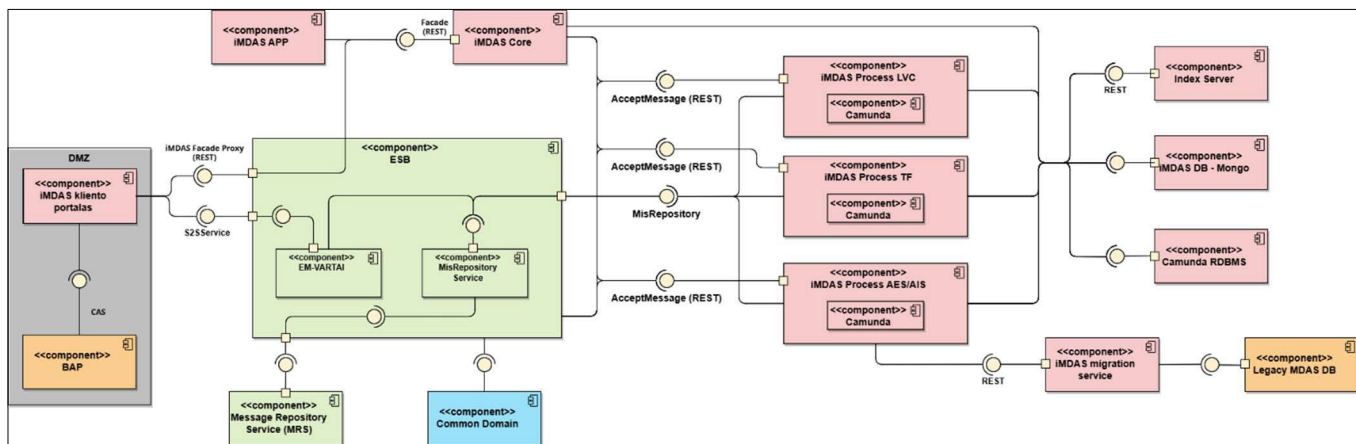 <<component>>
iMDAS APP
Facade
(REST)
<<component>>
iMDAS Core
<<component>>
iMDAS Process LVC
<<component>>
Camunda
AcceptMessage (REST)
<<component>>
Index Server
REST
DMZ
<<component>>
iMDAS kliento
portalas
CAS
<<component>>
BAP
iMDAS Facade Proxy
(REST)
S2SService
<<component>>
ESB
<<component>>
EM-VARTAI
<<component>>
MisRepository
Service
AcceptMessage (REST)
<<component>>
iMDAS Process TF
<<component>>
Camunda
MisRepository
<<component>>
iMDAS DB - Mongo
<<component>>
Camunda RDBMS
AcceptMessage (REST)
<<component>>
iMDAS Process AES/AIS
<<component>>
Camunda
REST
<<component>>
iMDAS migration
service
<<component>>
Legacy MDAS DB
<<component>>
Message Repository
Service (MRS)
<<component>>
Common Domain